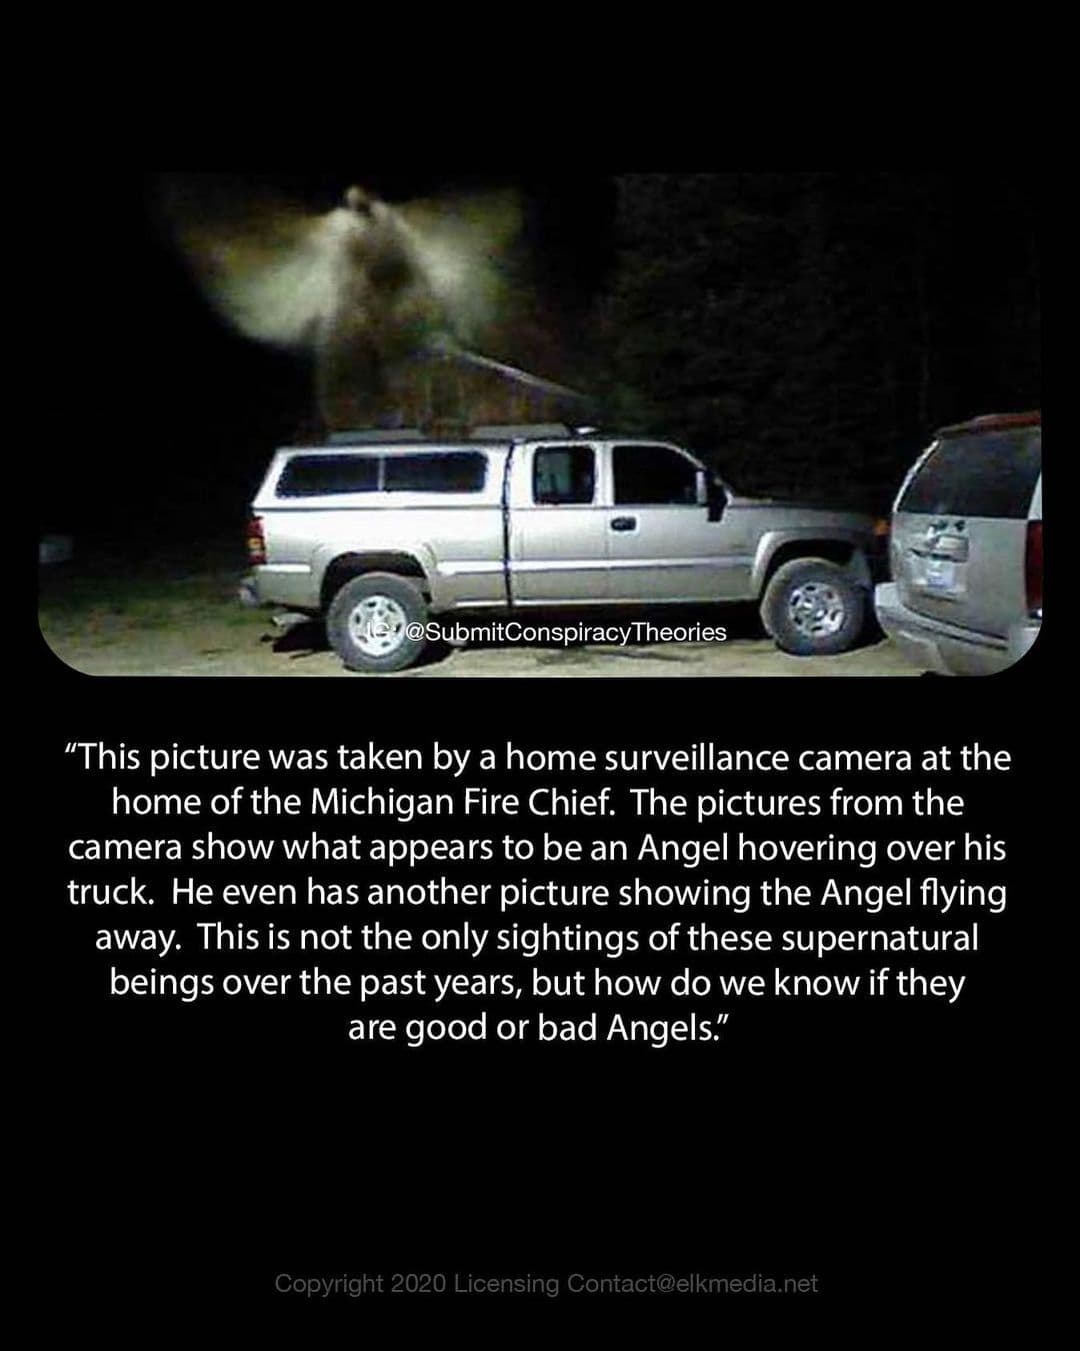 IG: @SubmitConspiracyTheories
“This picture was taken by a home surveillance camera at the
home of the Michigan Fire Chief. The pictures from the
camera show what appears to be an Angel hovering over his
truck. He even has another picture showing the Angel flying
away. This is not the only sightings of these supernatural
beings over the past years, but how do we know if they
are good or bad Angels.”
Copyright 2020 Licensing Contact@elkmedia.net